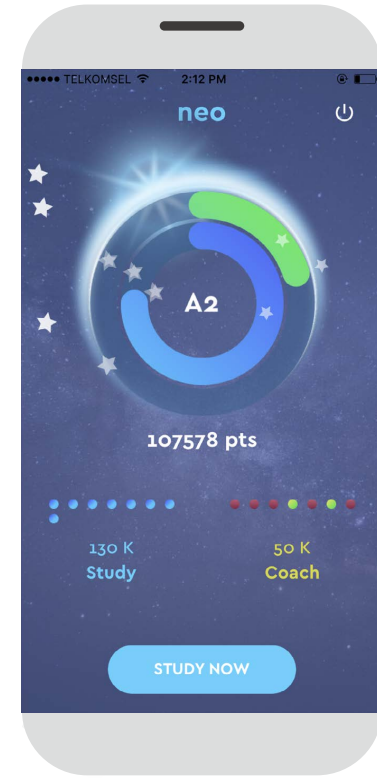 TELKOMSEL 2:12 PM
neo
A2
107578 pts
130 K 50 K
Study Coach
STUDY NOW